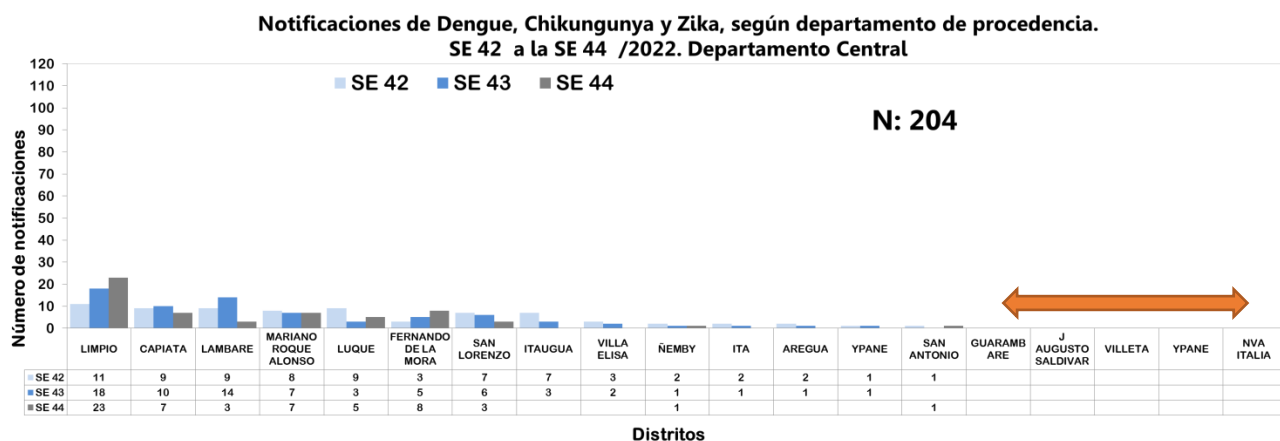 Notificaciones de Dengue, Chikungunya y Zika, según departamento de procedencia.
SE 42 a la SE 44 /2022. Departamento Central
SE 42 SE 43 SE 44
N: 204
Número de notificaciones
120
110
100
90
80
70
60
50
40
30
20
10
0
LIMPIO CAPIATA LAMBARE MARIANO ROQUE ALONSO LUQUE FERNANDO DE LA MORA SAN LORENZO ITAUGUA VILLA ELISA ÑEMBY ITA AREGUA YPANE SAN ANTONIO GUARAMB ARE J AUGUSTO SALDIVAR VILLETA YPANE NVA ITALIA
SE 42 11 9 9 8 9 3 7 7 3 2 2 2 1 1
SE 43 18 10 14 7 3 5 6 3 2 1 1 1 1
SE 44 23 7 3 7 5 8 3 1 1
Distritos